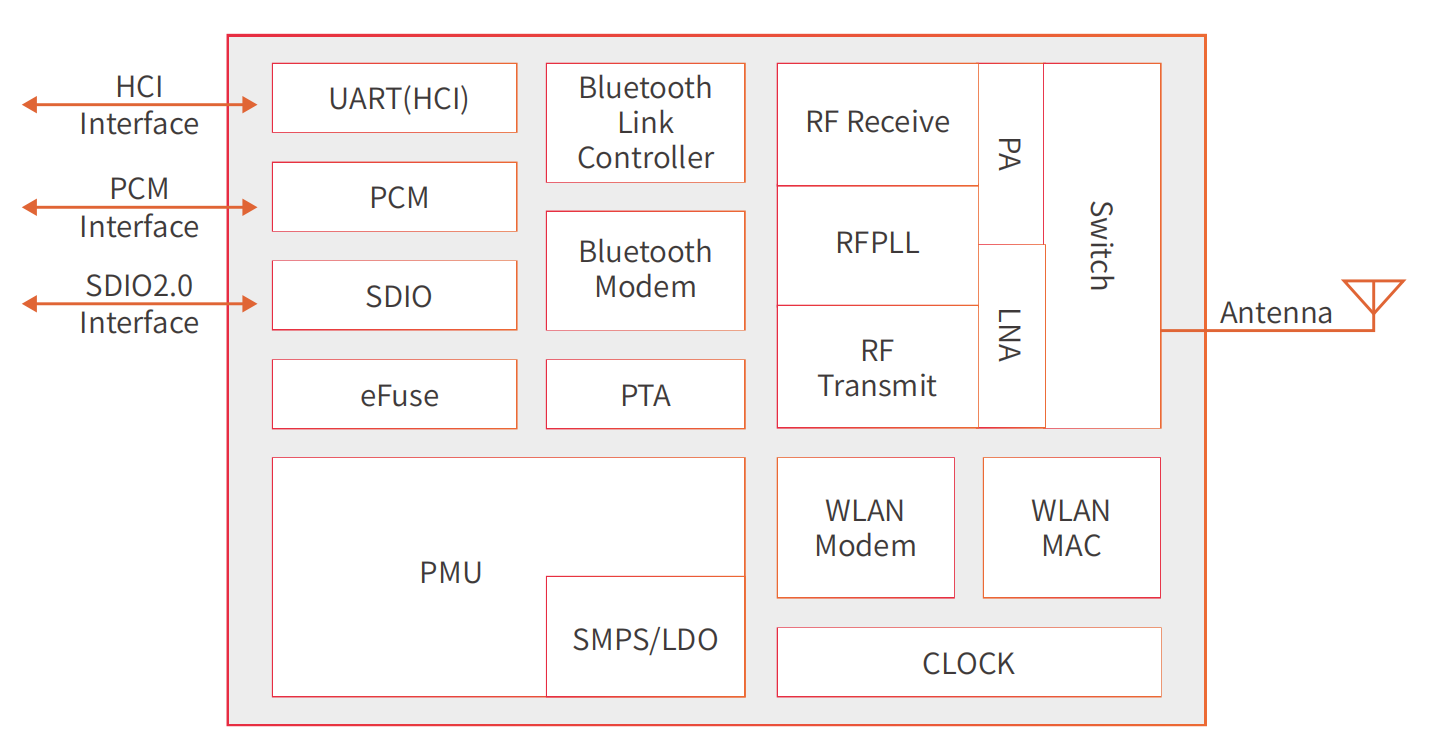 HCI
Interface
PCM
Interface
SDIO2.0
Interface
UART(HCI)
PCM
SDIO
eFuse
Bluetooth
Link
Controller
Bluetooth
Modem
PTA
RF Receive
RFPLL
RF
Transmit
PA
LNA
Switch
Antenna
PMU
SMPS/LDO
WLAN
Modem
WLAN
MAC
CLOCK